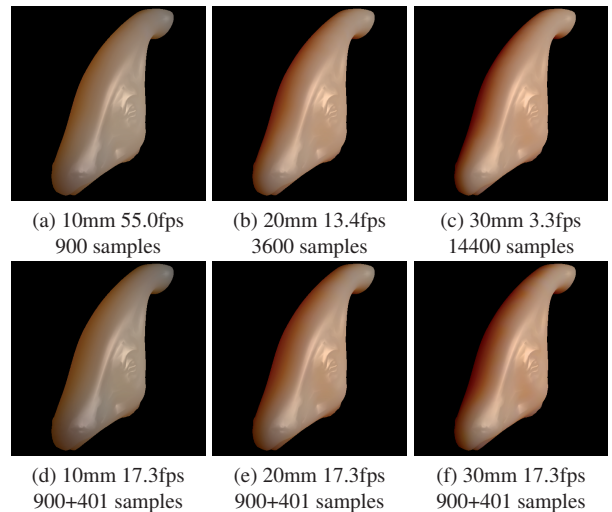 (a) 10mm 55.0fps
900 samples
(b) 20mm 13.4fps
3600 samples
(c) 30mm 3.3fps
14400 samples
(d) 10mm 17.3fps
900+401 samples
(e) 20mm 17.3fps
900+401 samples
(f) 30mm 17.3fps
900+401 samples